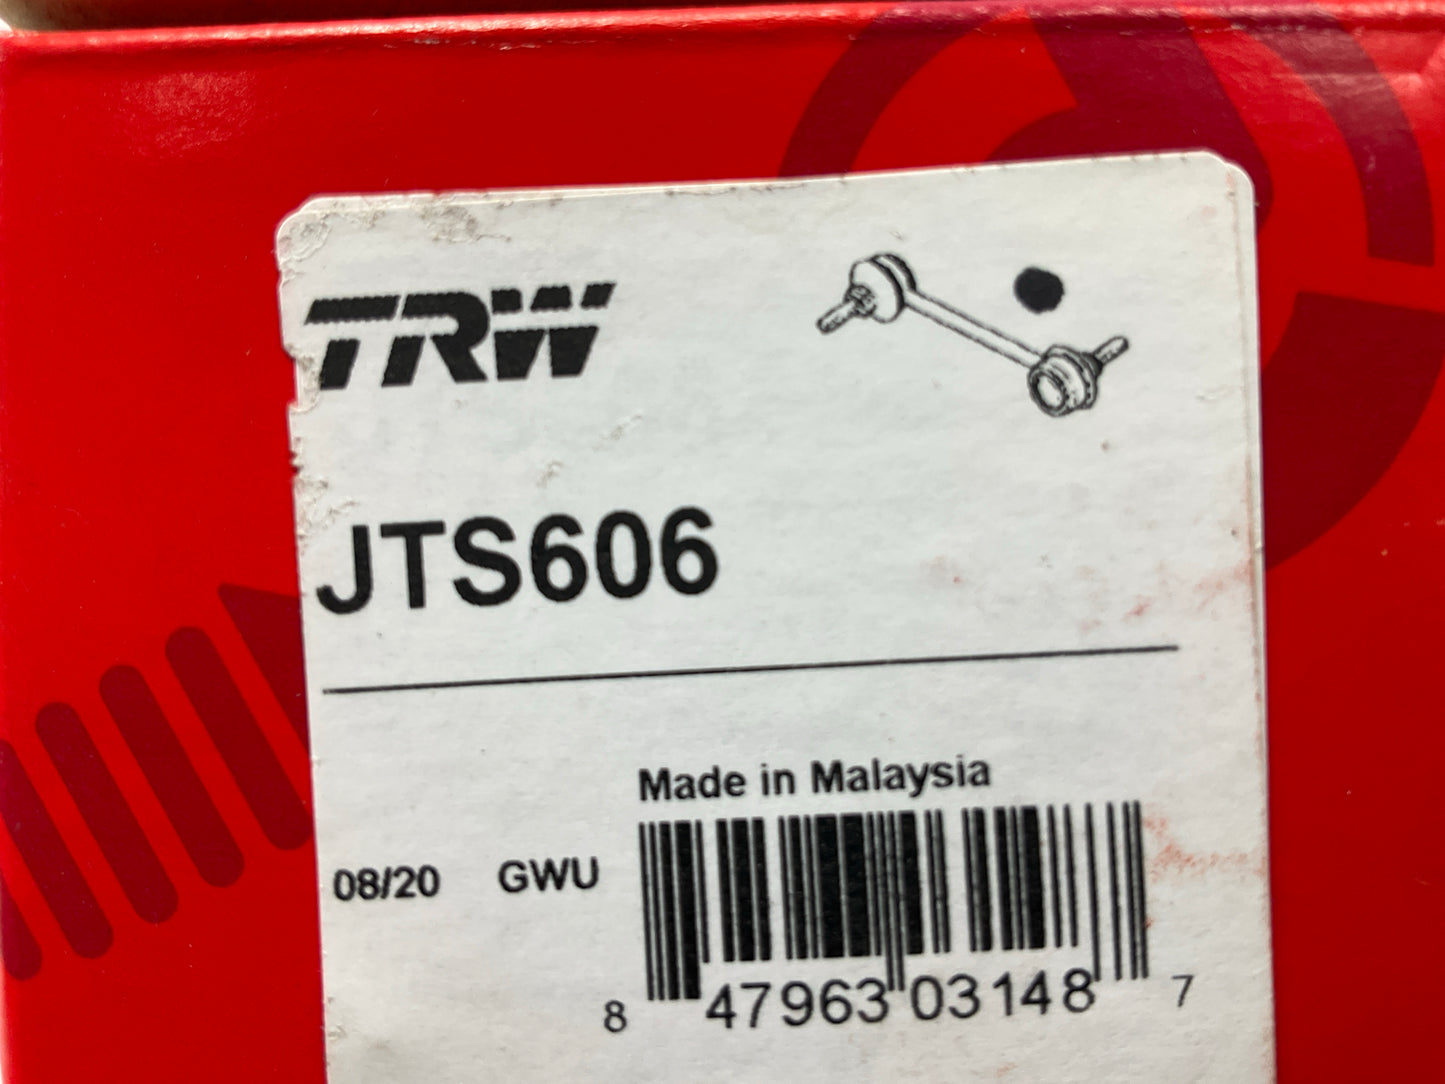 TRW
JTS606
Made in Malaysia
08/20 GWU
8 47963 03148 7